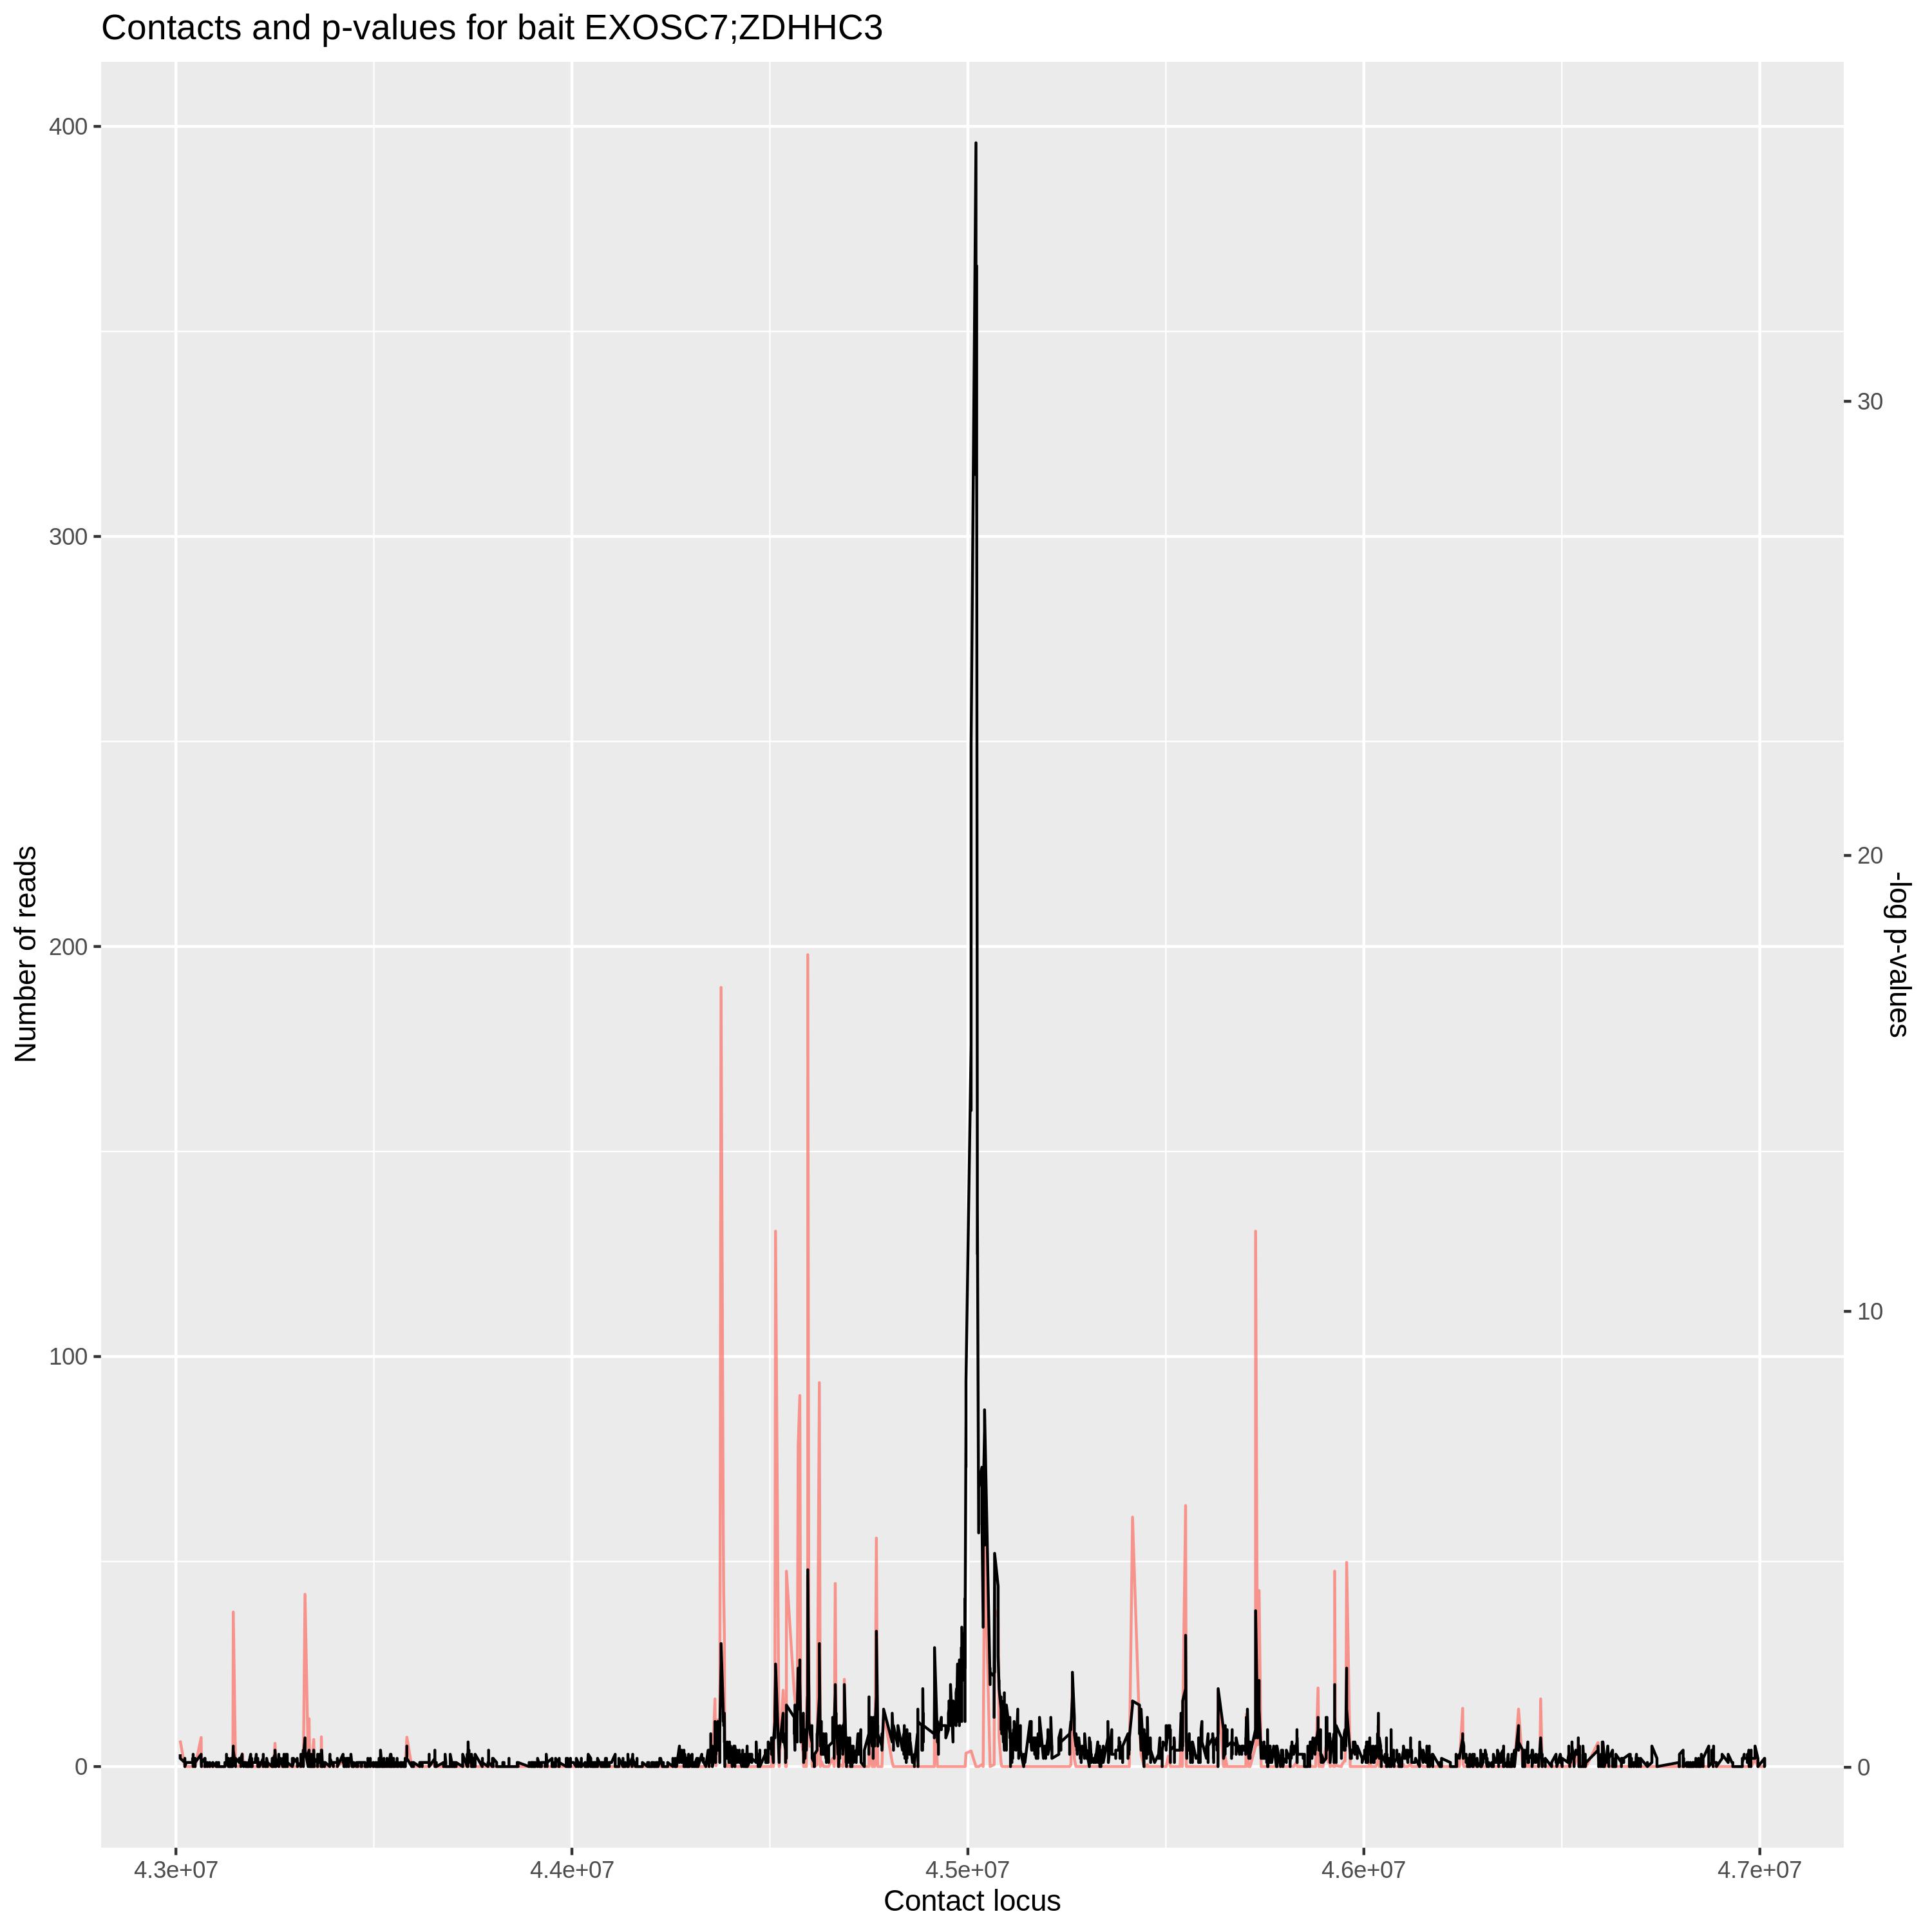 Contacts and p-values for bait EXOSC7;ZDHHC3
400
300
200
100
0
Number of reads
30
20
10
0
-log p-values
4.3e+07 4.4e+07 4.5e+07 4.6e+07 4.7e+07
Contact locus